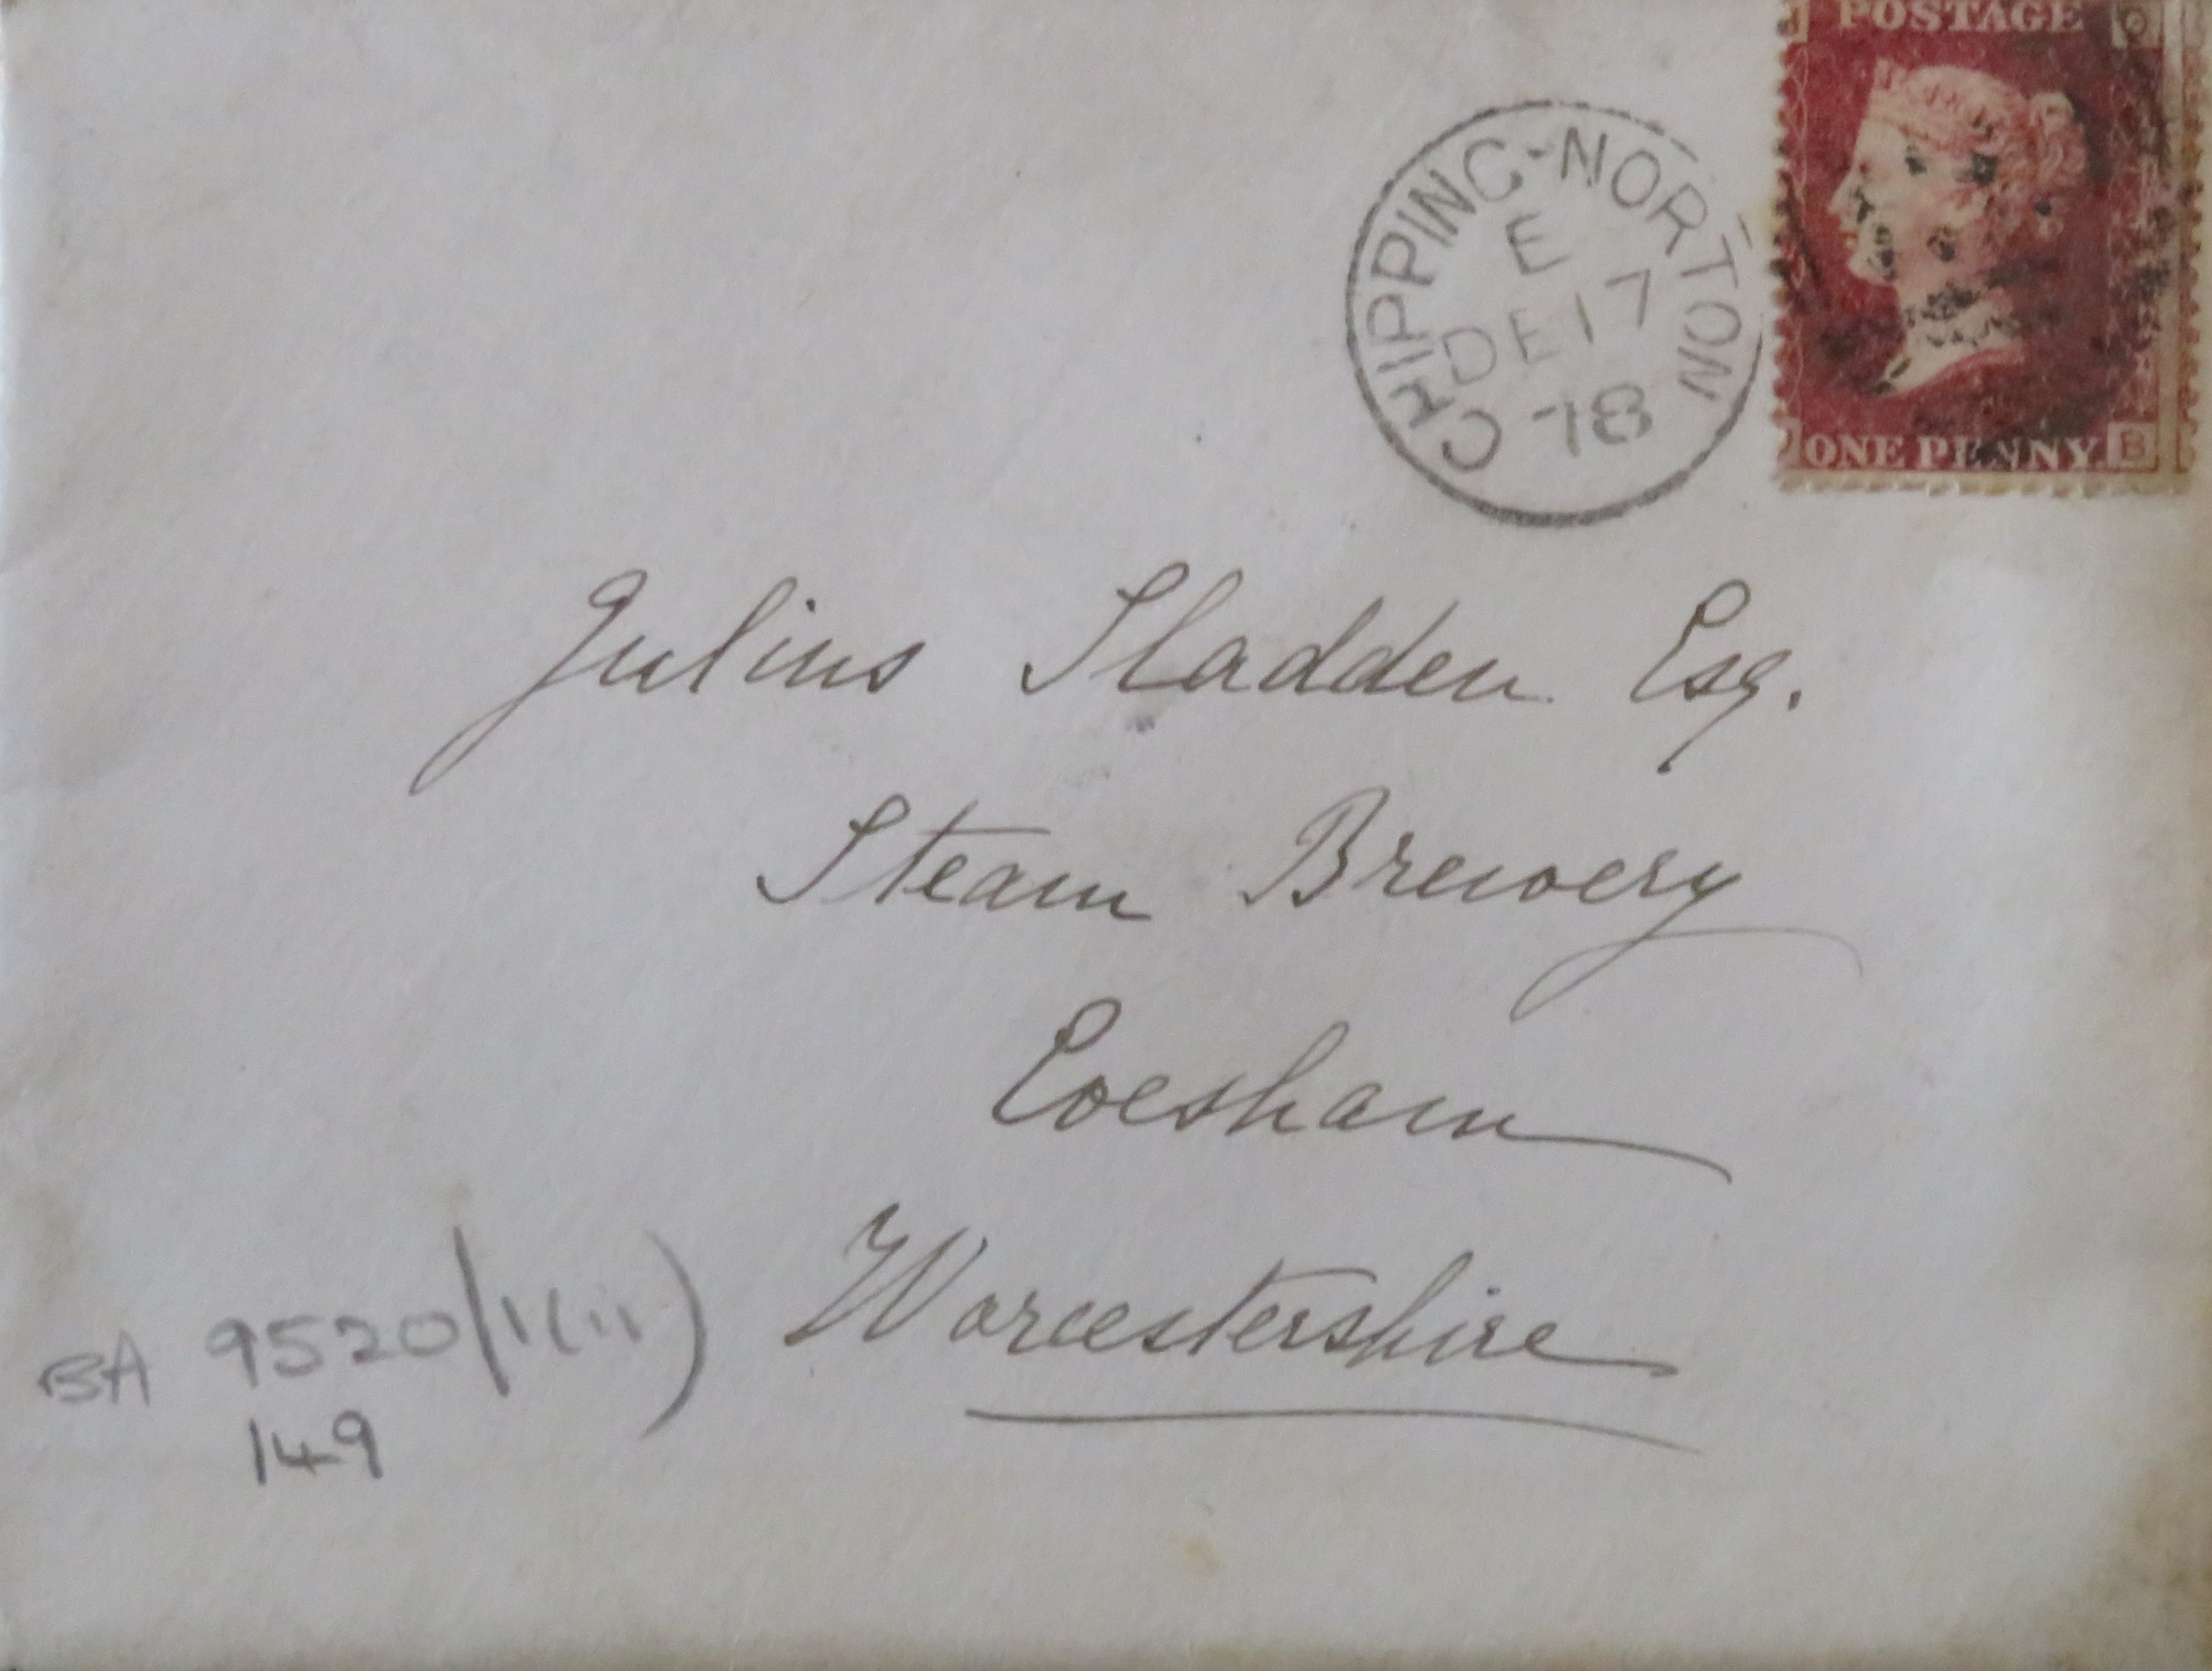 POSTAGE
ONE PENNY.
B
CHIPPING-NORTON
E
DE 17
78
Julius Sladden Esq.
Steam Brewery
Evesham
Worcestershire
BA 9520/1(ii)
149